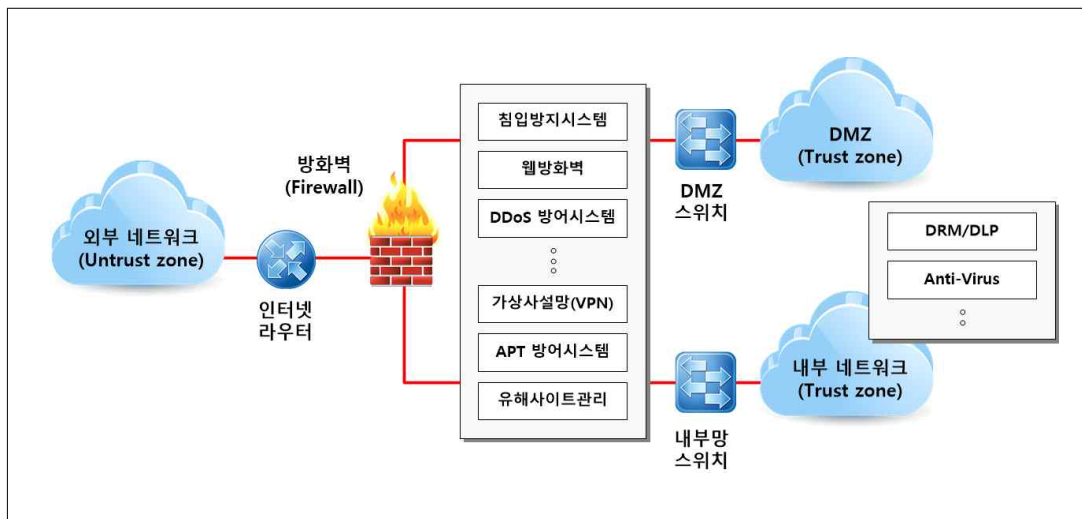 외부 네트워크
(Untrust zone)
인터넷
라우터
방화벽
(Firewall)
침입방지시스템
웹방화벽
DDoS 방어시스템
가상사설망(VPN)
APT 방어시스템
유해사이트관리
DMZ
스위치
DMZ
(Trust zone)
DRM/DLP
Anti-Virus
내부망
스위치
내부 네트워크
(Trust zone)